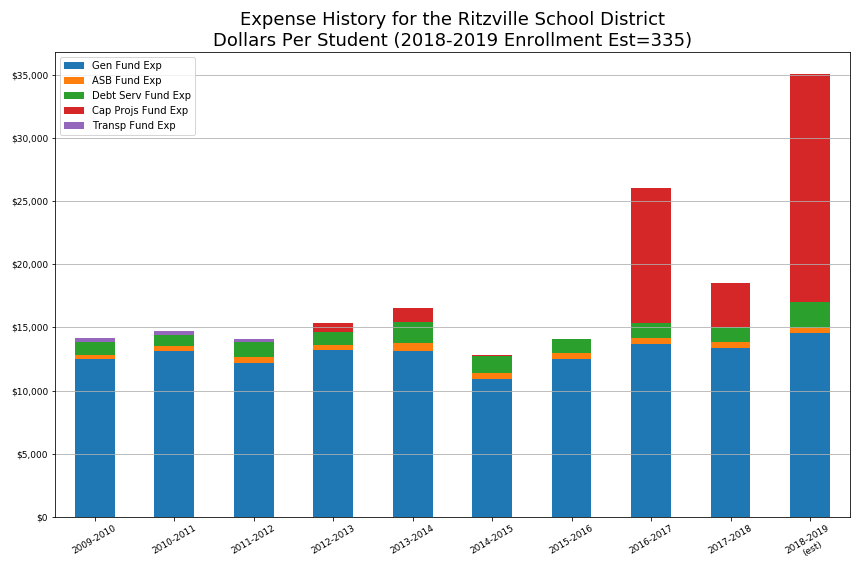 Expense History for the Ritzville School District
Dollars Per Student (2018-2019 Enrollment Est=335)
Gen Fund Exp
ASB Fund Exp
Debt Serv Fund Exp
Cap Projs Fund Exp
Transp Fund Exp
$35,000
$30,000
$25,000
$20,000
$15,000
$10,000
$5,000
$0
2009-2010
2010-2011
2011-2012
2012-2013
2013-2014
2014-2015
2015-2016
2016-2017
2017-2018
2018-2019
(est)